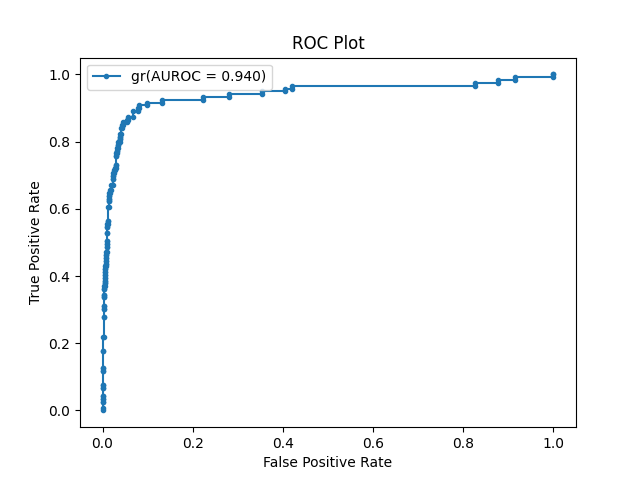 ROC Plot
gr(AUROC = 0.940)
1.0
0.8
0.6
0.4
0.2
0.0
True Positive Rate
0.0 0.2 0.4 0.6 0.8 1.0
False Positive Rate